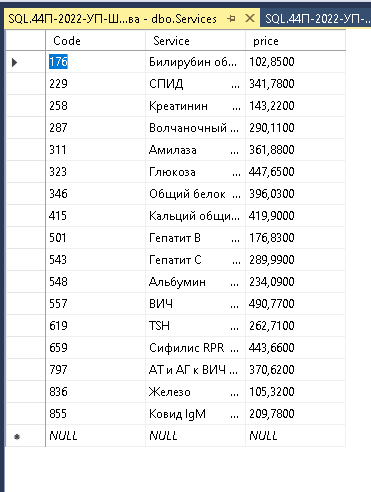 SQL.44П-2022-УП-Ш...ва - dbo.Services SQL.44П-2022-УП-...
Code Service price
176 Билирубин об... 102,8500
229 СПИД ... 341,7800
258 Креатинин ... 143,2200
287 Волчаночный ... 290,1100
311 Амилаза ... 361,8800
323 Глюкоза ... 447,6500
346 Общий белок ... 396,0300
415 Кальций общи... 419,9000
501 Гепатит В ... 176,8300
543 Гепатит С ... 289,9900
548 Альбумин ... 234,0900
557 ВИЧ ... 490,7700
619 TSH ... 262,7100
659 Сифилис RPR ... 443,6600
797 АТ и АГ к ВИЧ ... 370,6200
836 Железо ... 105,3200
855 Ковид IgM ... 209,7800
NULL NULL NULL